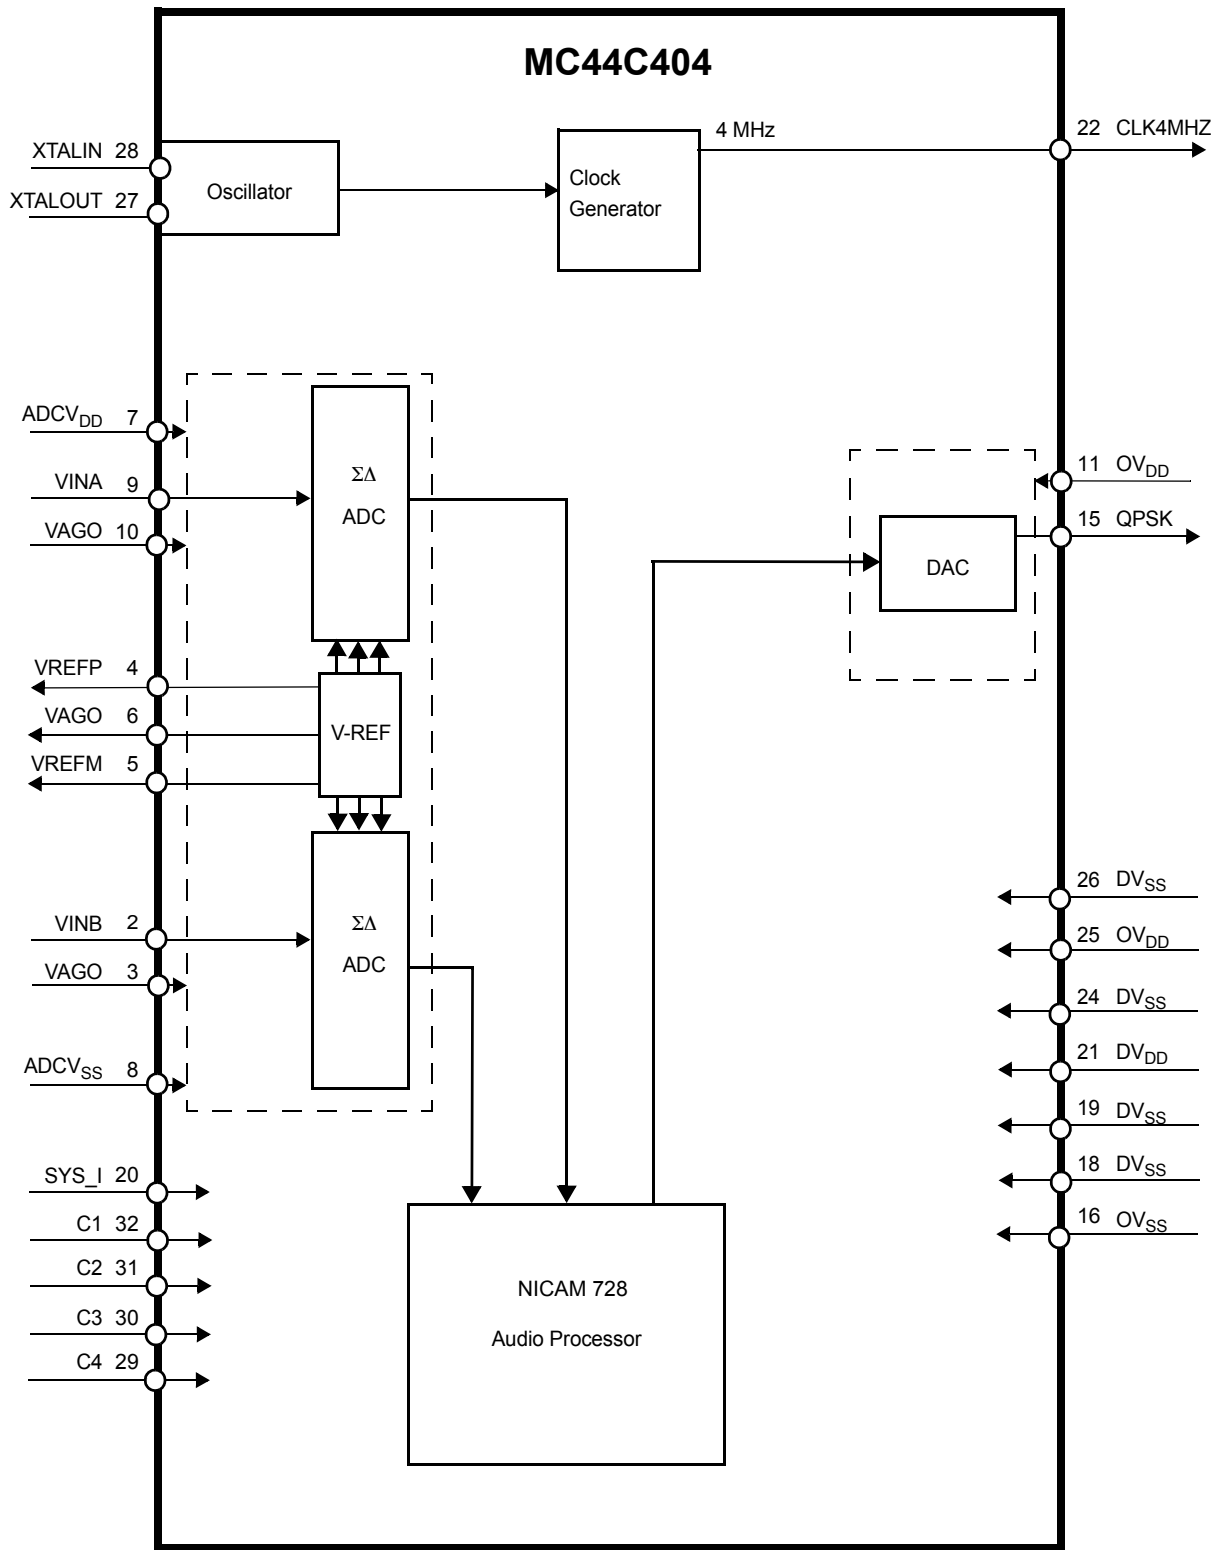 MC44C404
XTALIN 28
XTALOUT 27
Oscillator
Clock
Generator
4 MHz
22 CLK4MHZ
ADCVDD 7
VINA 9
VAGO 10
ΣΔ
ADC
VREFP 4
VAGO 6
VREFM 5
V-REF
VINB 2
VAGO 3
ADCVSS 8
ΣΔ
ADC
11 OVDD
15 QPSK
DAC
26 DVSS
25 OVDD
24 DVSS
21 DVDD
19 DVSS
18 DVSS
16 OVSS
SYS_I 20
C1 32
C2 31
C3 30
C4 29
NICAM 728
Audio Processor